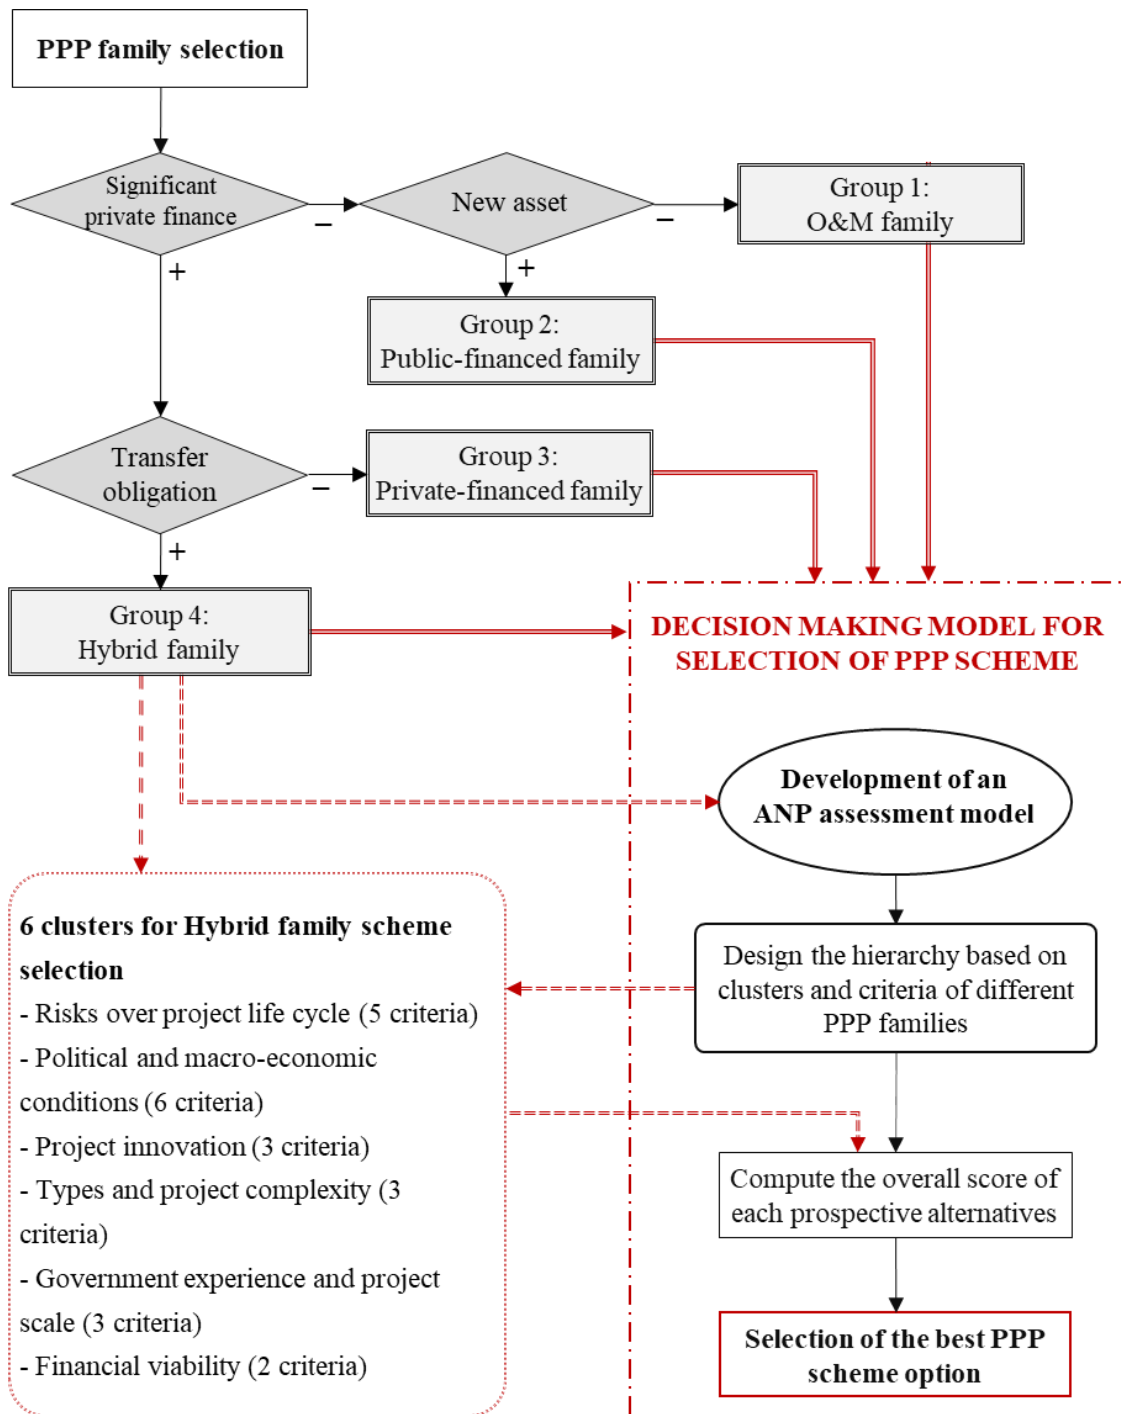 PPP family selection
Significant
private finance
–
New asset
–
Group 1:
O&M family
+
+
Group 2:
Public-financed family
Transfer
obligation
–
Group 3:
Private-financed family
+
Group 4:
Hybrid family
DECISION MAKING MODEL FOR
SELECTION OF PPP SCHEME
Development of an
ANP assessment model
6 clusters for Hybrid family scheme
selection
- Risks over project life cycle (5 criteria)
- Political and macro-economic
conditions (6 criteria)
- Project innovation (3 criteria)
- Types and project complexity (3
criteria)
- Government experience and project
scale (3 criteria)
- Financial viability (2 criteria)
Design the hierarchy based on
clusters and criteria of different
PPP families
Compute the overall score of
each prospective alternatives
Selection of the best PPP
scheme option